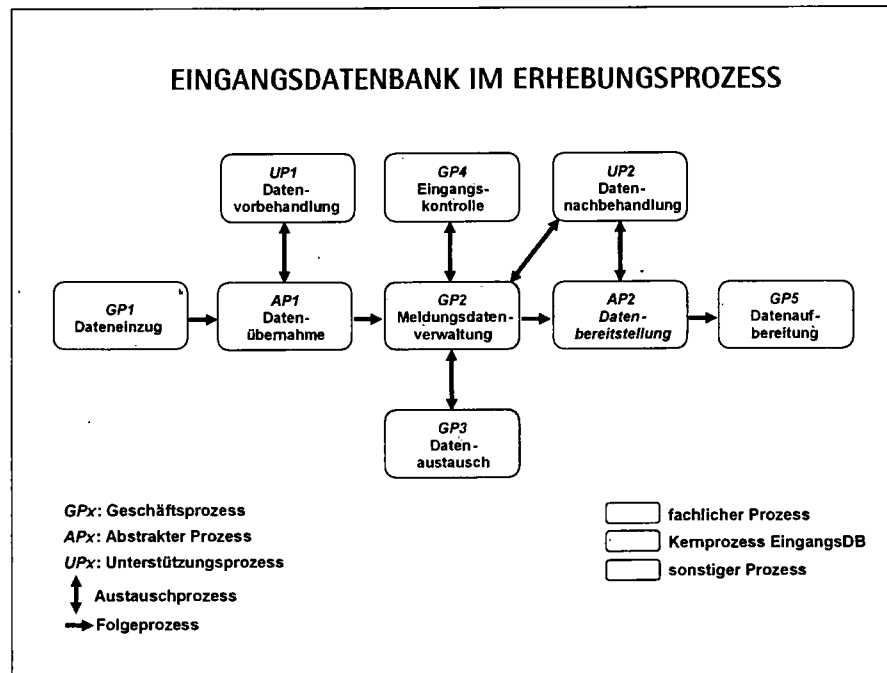 EINGANGSDATENBANK IM ERHEBUNGSPROZESS
UP1
Daten-
vorbehandlung
GP4
Eingangs-
kontrolle
UP2
Daten-
nachbehandlung
GP1
Dateneinzug
AP1
Daten-
übernahme
GP2
Meldungsdaten-
verwaltung
AP2
Daten-
bereitstellung
GP5
Datenauf-
bereitung
GP3
Daten-
austausch
GPx: Geschäftsprozess
APx: Abstrakter Prozess
UPx: Unterstützungsprozess
Austauschprozess
Folgeprozess
fachlicher Prozess
Kernprozess EingangsDB
sonstiger Prozess